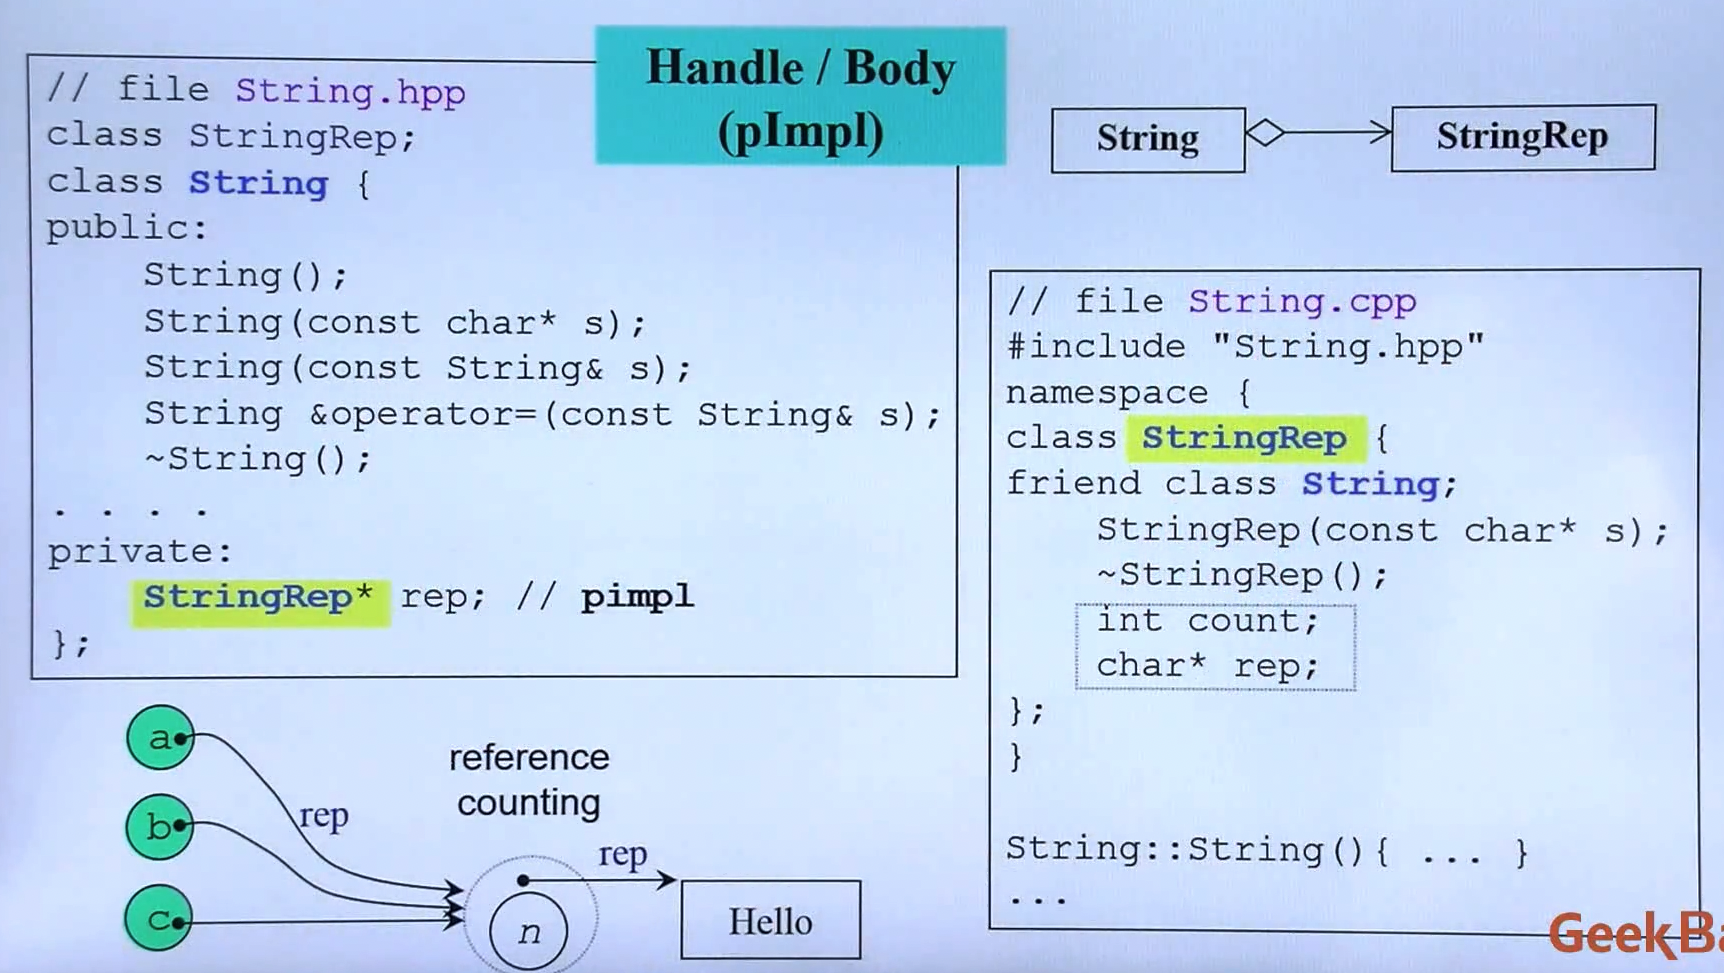 Handle / Body
(pImpl)
// file String.hpp
class StringRep;
class String {
public:
String();
String(const char* s);
String(const String& s);
String &operator=(const String& s);
~String();
. . . .
private:
StringRep* rep; // pimpl
};
String
StringRep
// file String.cpp
#include "String.hpp"
namespace {
class StringRep {
friend class String;
StringRep(const char* s);
~StringRep();
int count;
char* rep;
};
}
String::String(){ ... }
...
a
b
c
rep
reference
counting
rep
n
Hello
GeekBa